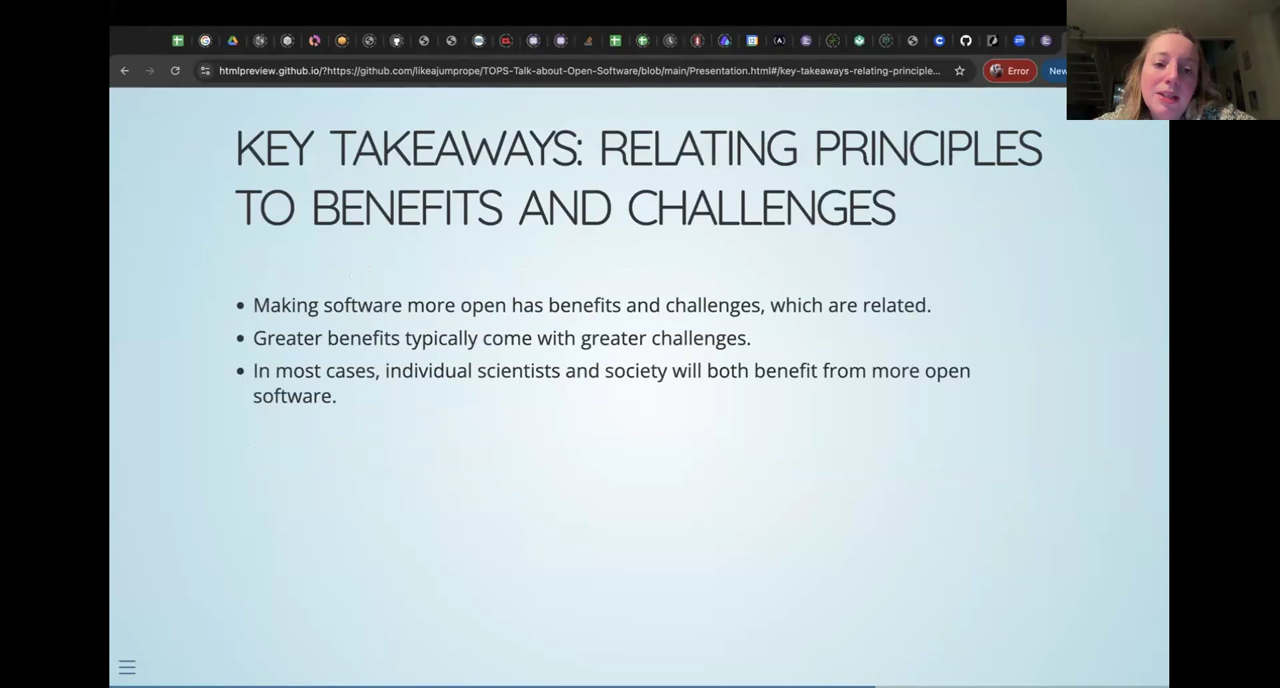 htmlpreview.github.io/?https://github.com/likeajumprope/TOPS-Talk-about-Open-Software/blob/main/Presentation.html#/key-takeaways-relating-principle...
Error
New
KEY TAKEAWAYS: RELATING PRINCIPLES
TO BENEFITS AND CHALLENGES
• Making software more open has benefits and challenges, which are related.
• Greater benefits typically come with greater challenges.
• In most cases, individual scientists and society will both benefit from more open
software.